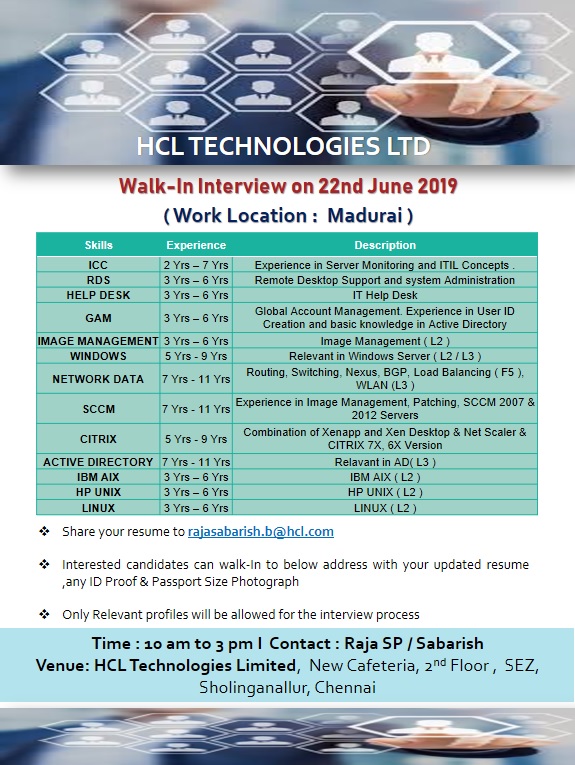 HCL TECHNOLOGIES LTD
Walk-In Interview on 22nd June 2019
( Work Location : Madurai )
Skills Experience Description
ICC 2 Yrs – 7 Yrs Experience in Server Monitoring and ITIL Concepts .
RDS 3 Yrs – 6 Yrs Remote Desktop Support and system Administration
HELP DESK 3 Yrs – 6 Yrs IT Help Desk
GAM 3 Yrs – 6 Yrs Global Account Management. Experience in User ID
Creation and basic knowledge in Active Directory
IMAGE MANAGEMENT 3 Yrs – 6 Yrs Image Management ( L2 )
WINDOWS 5 Yrs - 9 Yrs Relevant in Windows Server ( L2 / L3 )
NETWORK DATA 7 Yrs - 11 Yrs Routing, Switching, Nexus, BGP, Load Balancing ( F5 ),
WLAN (L3 )
SCCM 7 Yrs - 11 Yrs Experience in Image Management, Patching, SCCM 2007 &
2012 Servers
CITRIX 5 Yrs - 9 Yrs Combination of Xenapp and Xen Desktop & Net Scaler &
CITRIX 7X, 6X Version
ACTIVE DIRECTORY 7 Yrs - 11 Yrs Relavant in AD( L3 )
IBM AIX 3 Yrs – 6 Yrs IBM AIX ( L2 )
HP UNIX 3 Yrs – 6 Yrs HP UNIX ( L2 )
LINUX 3 Yrs – 6 Yrs LINUX ( L2 )
❖ Share your resume to rajasabarish.b@hcl.com
❖ Interested candidates can walk-In to below address with your updated resume
,any ID Proof & Passport Size Photograph
❖ Only Relevant profiles will be allowed for the interview process
Time : 10 am to 3 pm I Contact : Raja SP / Sabarish
Venue: HCL Technologies Limited, New Cafeteria, 2nd Floor , SEZ,
Sholinganallur, Chennai